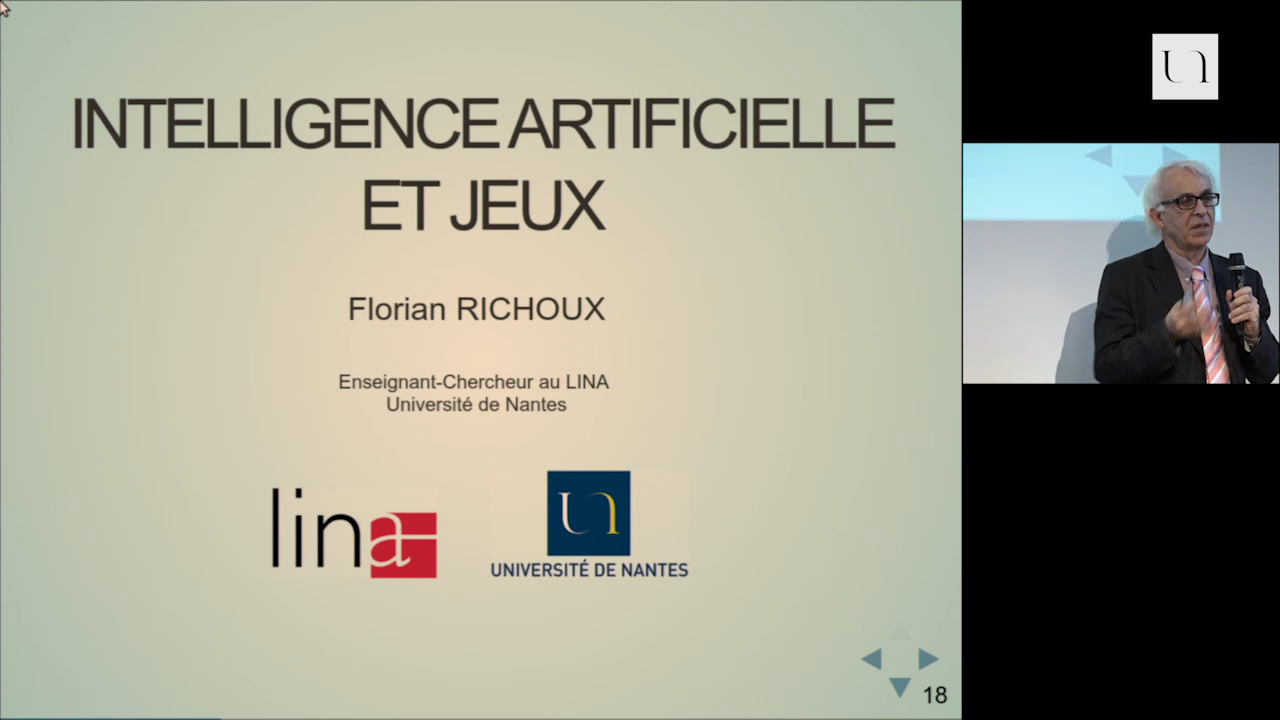 INTELLIGENCE ARTIFICIELLE
ET JEUX
Florian RICHOUX
Enseignant-Chercheur au LINA
Université de Nantes
lina
UN
UNIVERSITÉ DE NANTES
18
UN